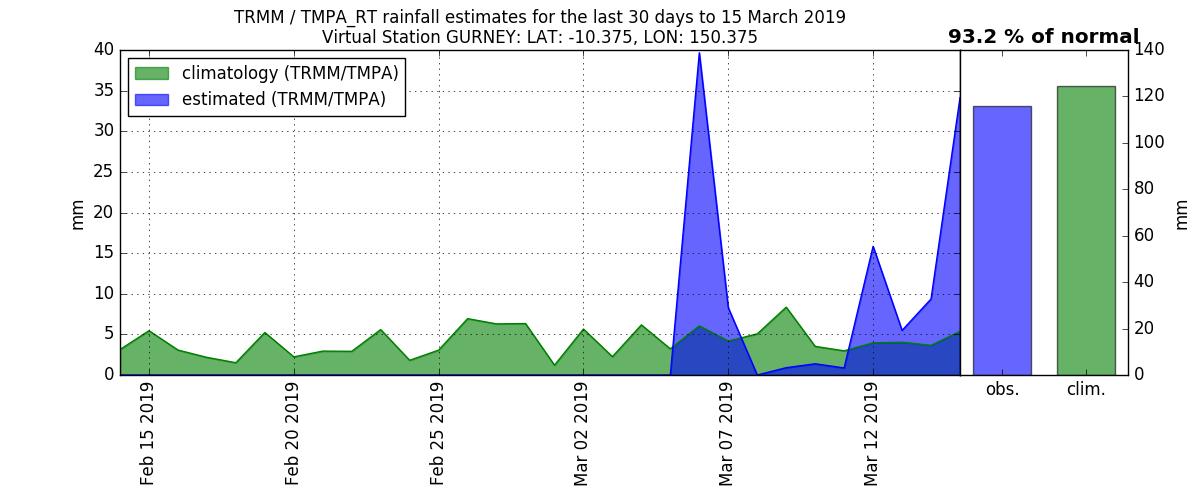 TRMM / TMPA_RT rainfall estimates for the last 30 days to 15 March 2019
Virtual Station GURNEY: LAT: -10.375, LON: 150.375
93.2 % of normal
climatology (TRMM/TMPA)
estimated (TRMM/TMPA)
40
35
30
25
20
15
10
5
0
mm
Feb 15 2019
Feb 20 2019
Feb 25 2019
Mar 02 2019
Mar 07 2019
Mar 12 2019
140
120
100
80
60
40
20
0
mm
obs.
clim.